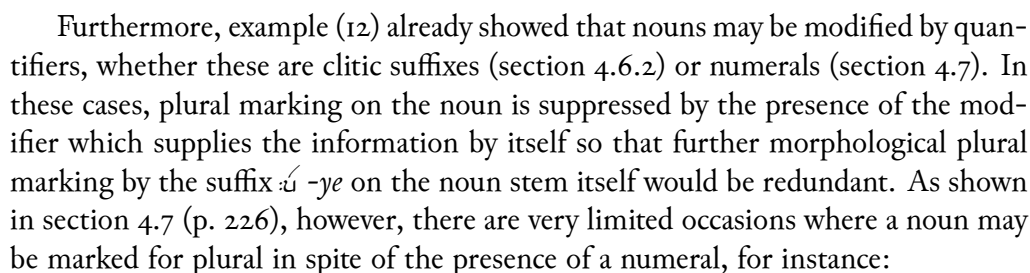 Furthermore, example (12) already showed that nouns may be modified by quan-
tifiers, whether these are clitic suffixes (section 4.6.2) or numerals (section 4.7). In
these cases, plural marking on the noun is suppressed by the presence of the mod-
ifier which supplies the information by itself so that further morphological plural
marking by the suffix -ye on the noun stem itself would be redundant. As shown
in section 4.7 (p. 226), however, there are very limited occasions where a noun may
be marked for plural in spite of the presence of a numeral, for instance: